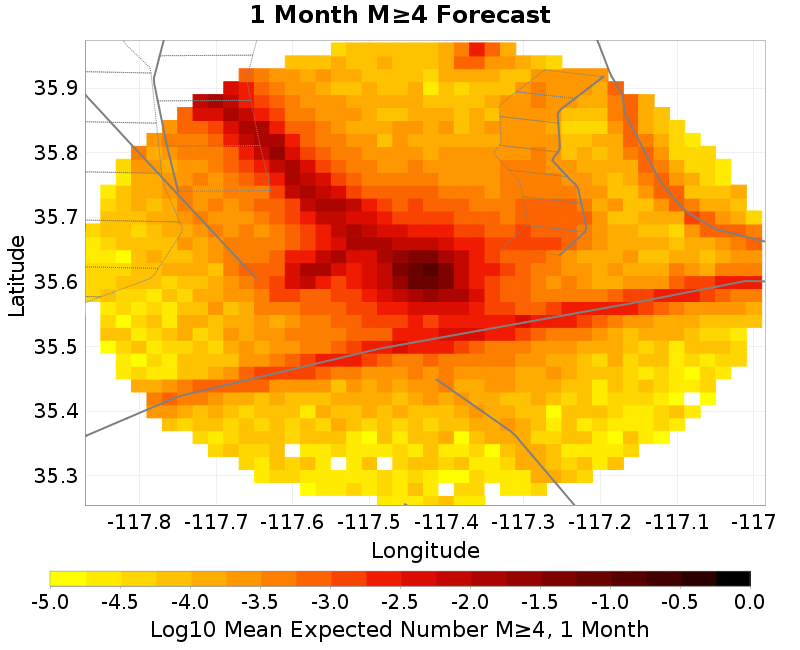 1 Month M≥4 Forecast
35.9
35.8
35.7
35.6
35.5
35.4
35.3
Latitude
-117.8 -117.7 -117.6 -117.5 -117.4 -117.3 -117.2 -117.1 -117
Longitude
-5.0 -4.5 -4.0 -3.5 -3.0 -2.5 -2.0 -1.5 -1.0 -0.5 0.0
Log10 Mean Expected Number M≥4, 1 Month